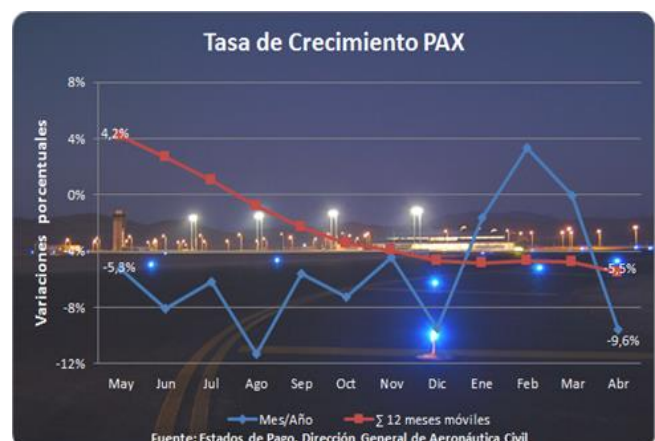 Tasa de Crecimiento PAX
Variaciones porcentuales
8%
4%
0%
-4%
-8%
-12%
4,2%
-5,3%
-5,5%
-9,6%
May Jun Jul Ago Sep Oct Nov Dic Ene Feb Mar Abr
Mes/Año ∑ 12 meses móviles
Fuente: Estados de Pago, Dirección General de Aeronáutica Civil